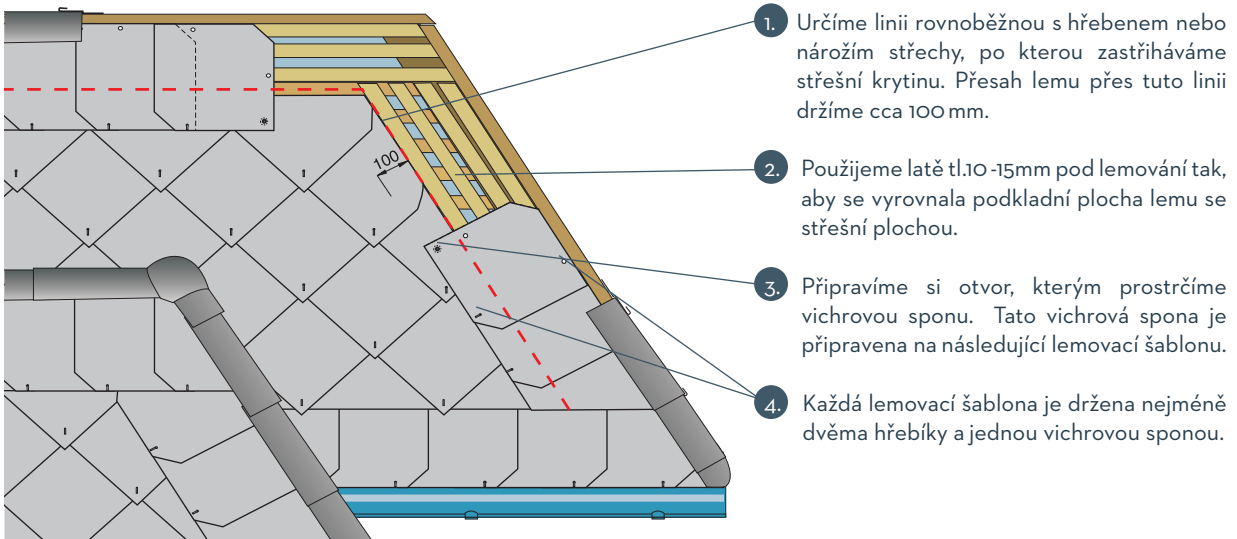 1. Určíme linii rovnoběžnou s hřebenem nebo
nárožím střechy, po kterou zastřiháváme
střešní krytinu. Přesah lemu přes tuto linii
držíme cca 100 mm.
100
2. Použijeme latě tl.10 -15mm pod lemování tak,
aby se vyrovnala podkladní plocha lemu se
střešní plochou.
3. Připravíme si otvor, kterým prostrčíme
vichrovou sponu. Tato vichrová spona je
připravena na následující lemovací šablonu.
4. Každá lemovací šablona je držena nejméně
dvěma hřebíky a jednou vichrovou sponou.